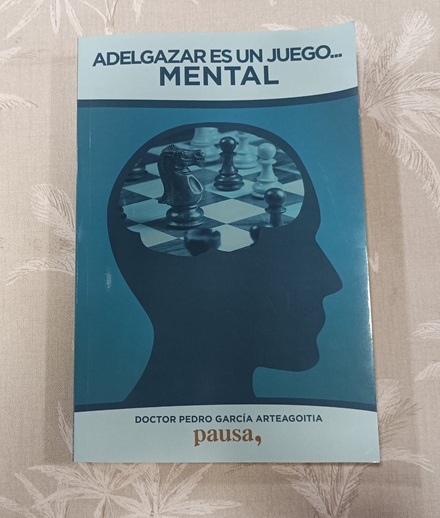 ADELGAZAR ES UN JUEGO...
MENTAL
DOCTOR PEDRO GARCÍA ARTEAGOITIA
pausa,